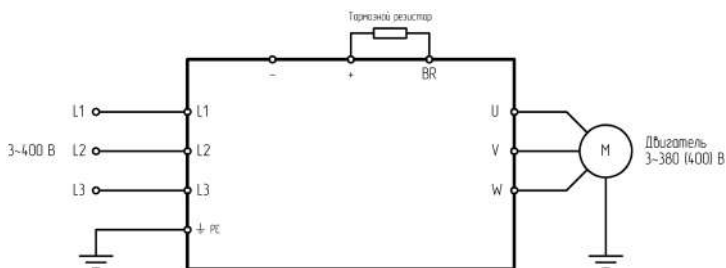 Тормозной резистор
- + BR
L1 L1 U
3~400 В L2 L2 V M Двигатель
3~380 (400) В
L3 L3 W
PE